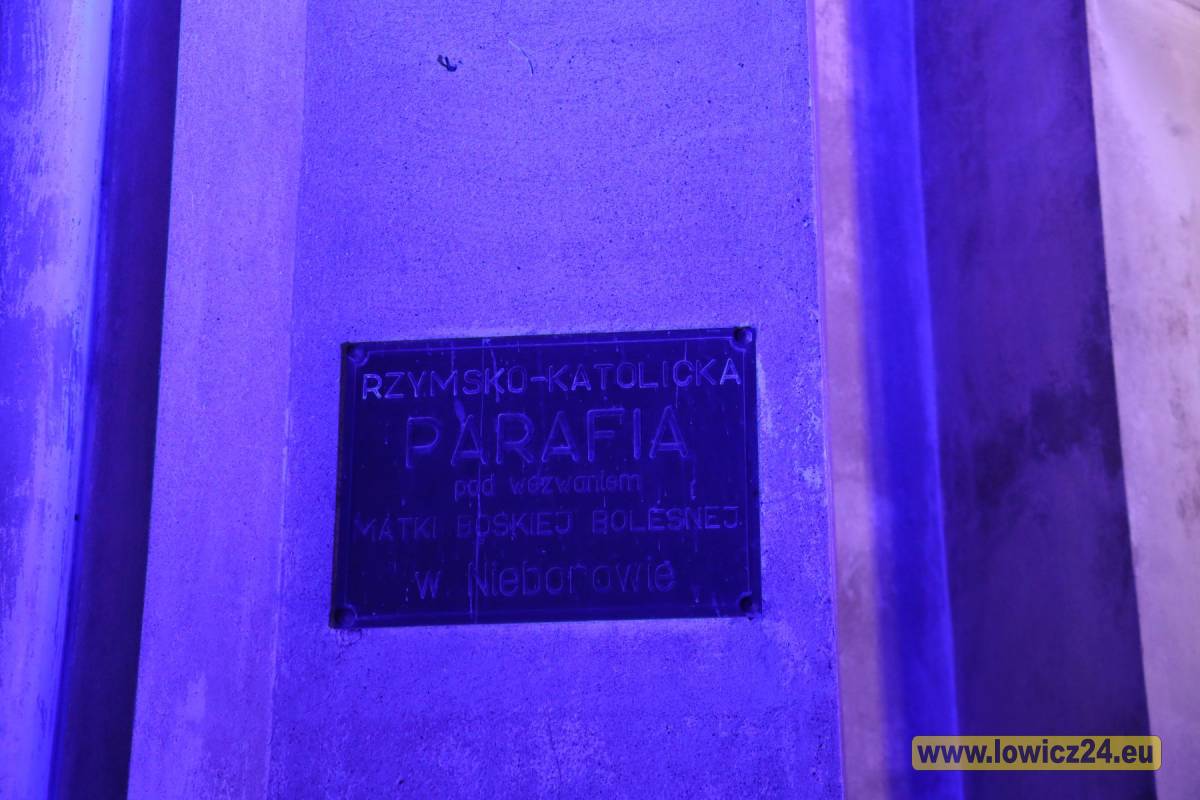 RZYMSKO-KATOLICKA
PARAFIA
pod wezwaniem
MATKI BOSKIEJ BOLESNEJ
w Nieborowie
www.lowicz24.eu